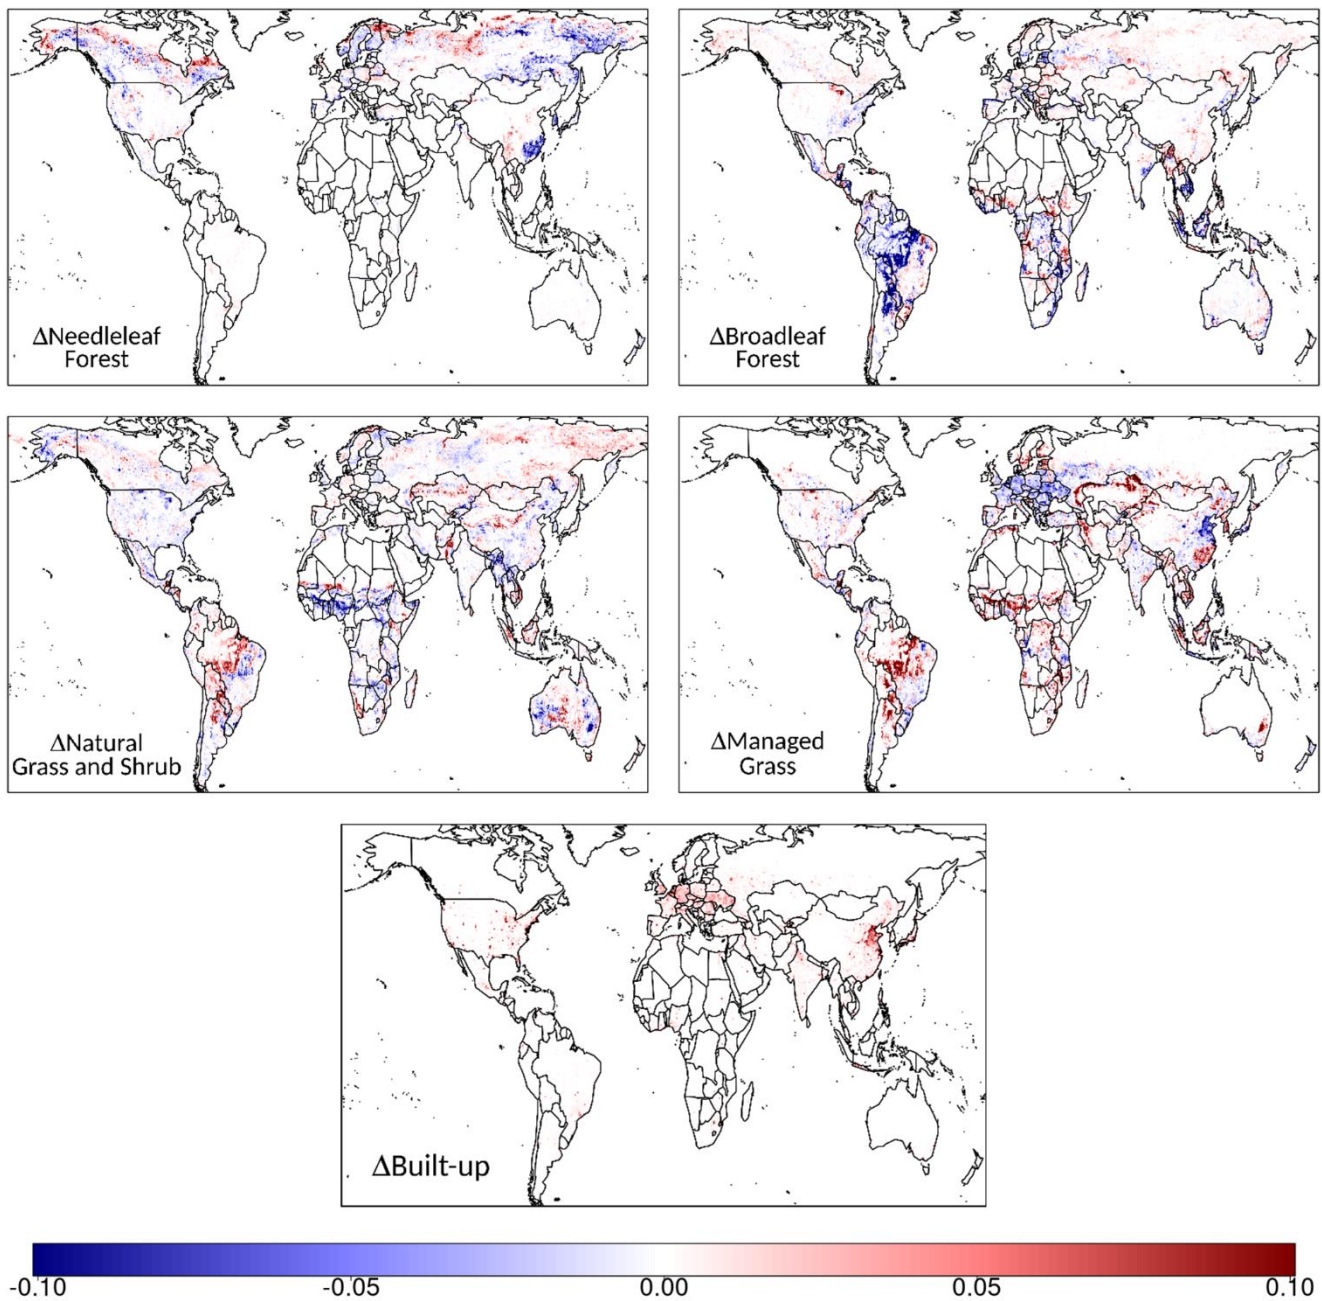 ΔNeedleleaf
Forest
ΔBroadleaf
Forest
ΔNatural
Grass and Shrub
ΔManaged
Grass
ΔBuilt-up
-0.10 -0.05 0.00 0.05 0.10